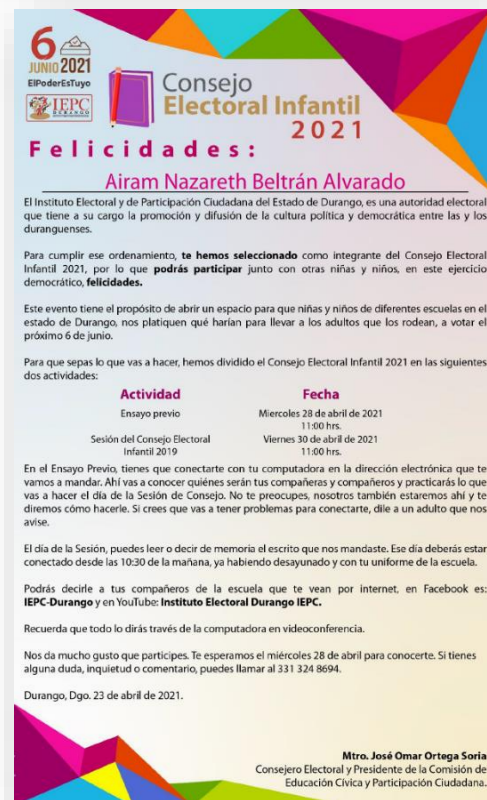 6
JUNIO 2021
ElPoderEsTuyo
IEPC
DURANGO
Consejo
Electoral Infantil
2021
Felicidades:
Airam Nazareth Beltrán Alvarado
El Instituto Electoral y de Participación Ciudadana del Estado de Durango, es una autoridad electoral
que tiene a su cargo la promoción y difusión de la cultura política y democrática entre las y los
duranguenses.
Para cumplir ese ordenamiento, te hemos seleccionado como integrante del Consejo Electoral
Infantil 2021, por lo que podrás participar junto con otras niñas y niños, en este ejercicio
democrático, felicidades.
Este evento tiene el propósito de abrir un espacio para que niñas y niños de diferentes escuelas en el
estado de Durango, nos platiquen qué harían para llevar a los adultos que los rodean, a votar el
próximo 6 de junio.
Para que sepas lo que vas a hacer, hemos dividido el Consejo Electoral Infantil 2021 en las siguientes
dos actividades:
Actividad Fecha
Ensayo previo Miercoles 28 de abril de 2021
11:00 hrs.
Sesión del Consejo Electoral Viernes 30 de abril de 2021
Infantil 2019 11:00 hrs.
En el Ensayo Previo, tienes que conectarte con tu computadora en la dirección electrónica que te
vamos a mandar. Ahí vas a conocer quiénes serán tus compañeras y compañeros y practicarás lo que
vas a hacer el día de la Sesión de Consejo. No te preocupes, nosotros también estaremos ahí y te
diremos cómo hacerle. Si crees que vas a tener problemas para conectarte, dile a un adulto que nos
avise.
El día de la Sesión, puedes leer o decir de memoria el escrito que nos mandaste. Ese día deberás estar
conectado desde las 10:30 de la mañana, ya habiendo desayunado y con tu uniforme de la escuela.
Podrás decirle a tus compañeros de la escuela que te vean por internet, en Facebook es:
IEPC-Durango y en YouTube: Instituto Electoral Durango IEPC.
Recuerda que todo lo dirás través de la computadora en videoconferencia.
Nos da mucho gusto que participes. Te esperamos el miércoles 28 de abril para conocerte. Si tienes
alguna duda, inquietud o comentario, puedes llamar al 331 324 8694.
Durango, Dgo. 23 de abril de 2021.
Mtro. José Omar Ortega Soria
Consejero Electoral y Presidente de la Comisión de
Educación Cívica y Participación Ciudadana.